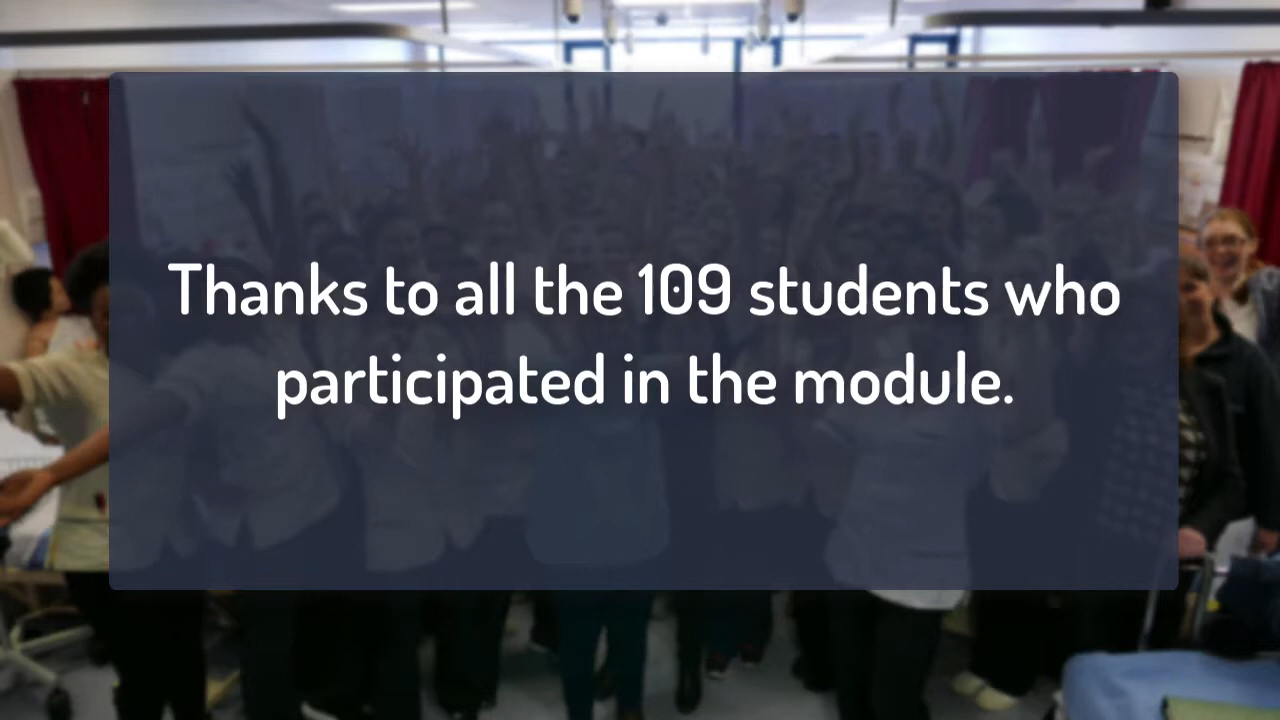 Thanks to all the 109 students who
participated in the module.